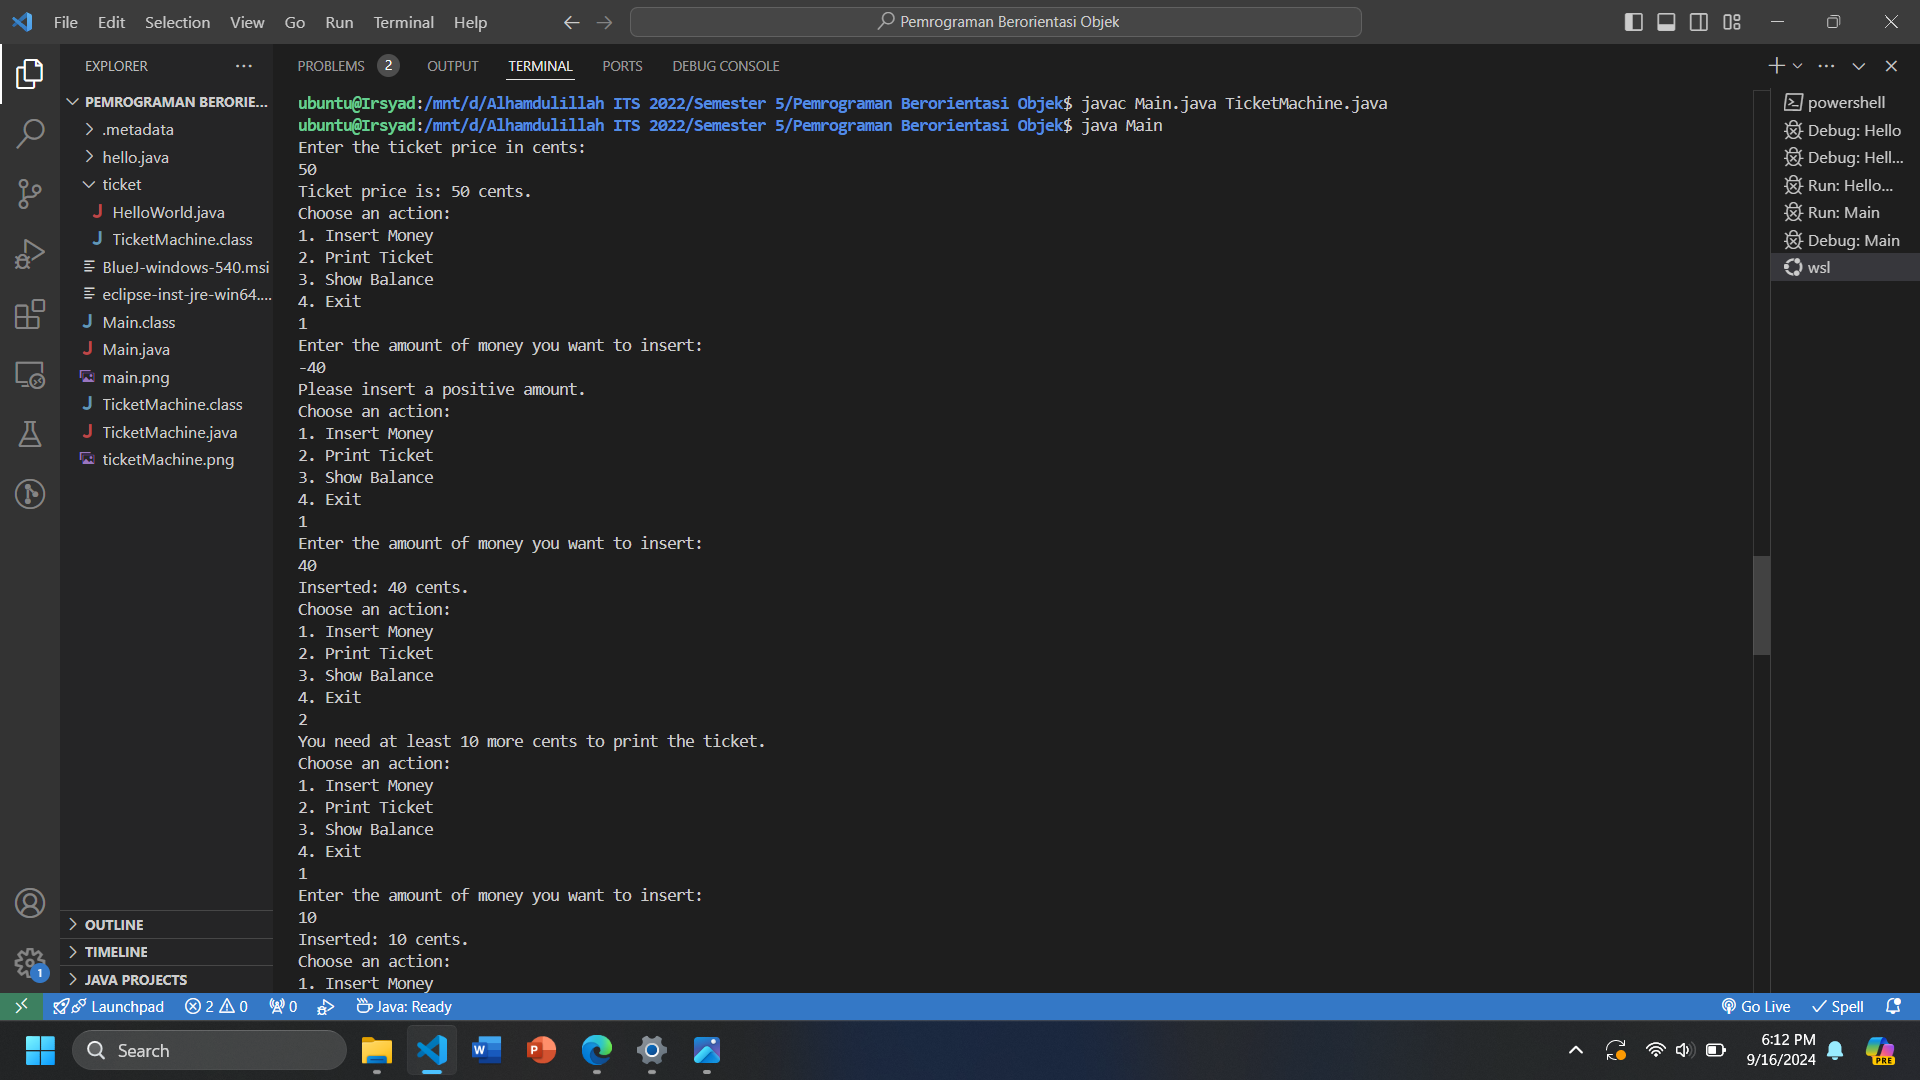 File Edit Selection View Go Run Terminal Help
Pemrograman Berorientasi Objek
EXPLORER
PEMROGRAMAN BERORIE...
.metadata
hello.java
ticket
HelloWorld.java
TicketMachine.class
BlueJ-windows-540.msi
eclipse-inst-jre-win64....
Main.class
Main.java
main.png
TicketMachine.class
TicketMachine.java
ticketMachine.png
OUTLINE
TIMELINE
JAVA PROJECTS
1
PROBLEMS 2 OUTPUT TERMINAL PORTS DEBUG CONSOLE
ubuntu@Irsyad:/mnt/d/Alhamdulillah ITS 2022/Semester 5/Pemrograman Berorientasi Objek$ javac Main.java TicketMachine.java
ubuntu@Irsyad:/mnt/d/Alhamdulillah ITS 2022/Semester 5/Pemrograman Berorientasi Objek$ java Main
Enter the ticket price in cents:
50
Ticket price is: 50 cents.
Choose an action:
1. Insert Money
2. Print Ticket
3. Show Balance
4. Exit
1
Enter the amount of money you want to insert:
-40
Please insert a positive amount.
Choose an action:
1. Insert Money
2. Print Ticket
3. Show Balance
4. Exit
1
Enter the amount of money you want to insert:
40
Inserted: 40 cents.
Choose an action:
1. Insert Money
2. Print Ticket
3. Show Balance
4. Exit
2
You need at least 10 more cents to print the ticket.
Choose an action:
1. Insert Money
2. Print Ticket
3. Show Balance
4. Exit
1
Enter the amount of money you want to insert:
10
Inserted: 10 cents.
Choose an action:
1. Insert Money
powershell
Debug: Hello
Debug: Hell...
Run: Hello...
Run: Main
Debug: Main
wsl
Launchpad 2 0 0 Java: Ready Go Live Spell
Search
6:12 PM
9/16/2024
PRE